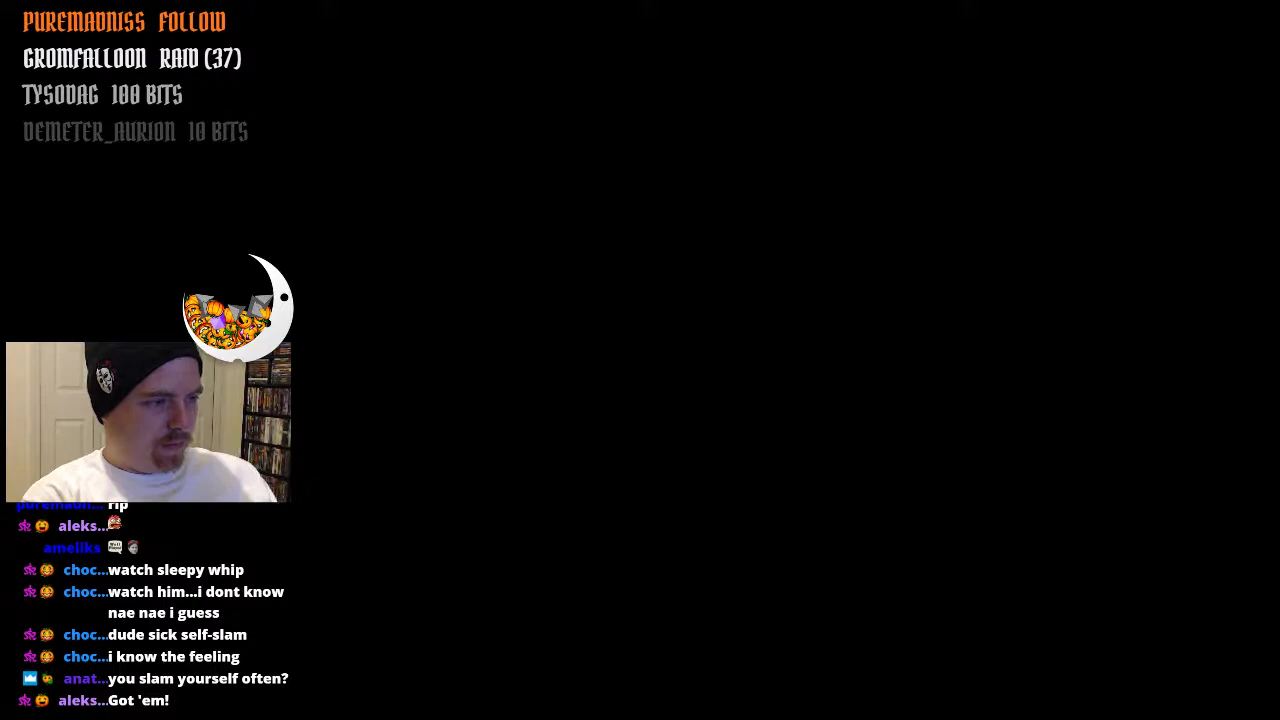 PUREMADNISS FOLLOW
GROMFALLOON RAID (37)
TYSODAG 100 BITS
DEMETER_AURION 10 BITS
puremadn... rip
aleks...
ameliks
choc... watch sleepy whip
choc... watch him...i dont know
nae nae i guess
choc... dude sick self-slam
choc... i know the feeling
anat... you slam yourself often?
aleks... Got 'em!